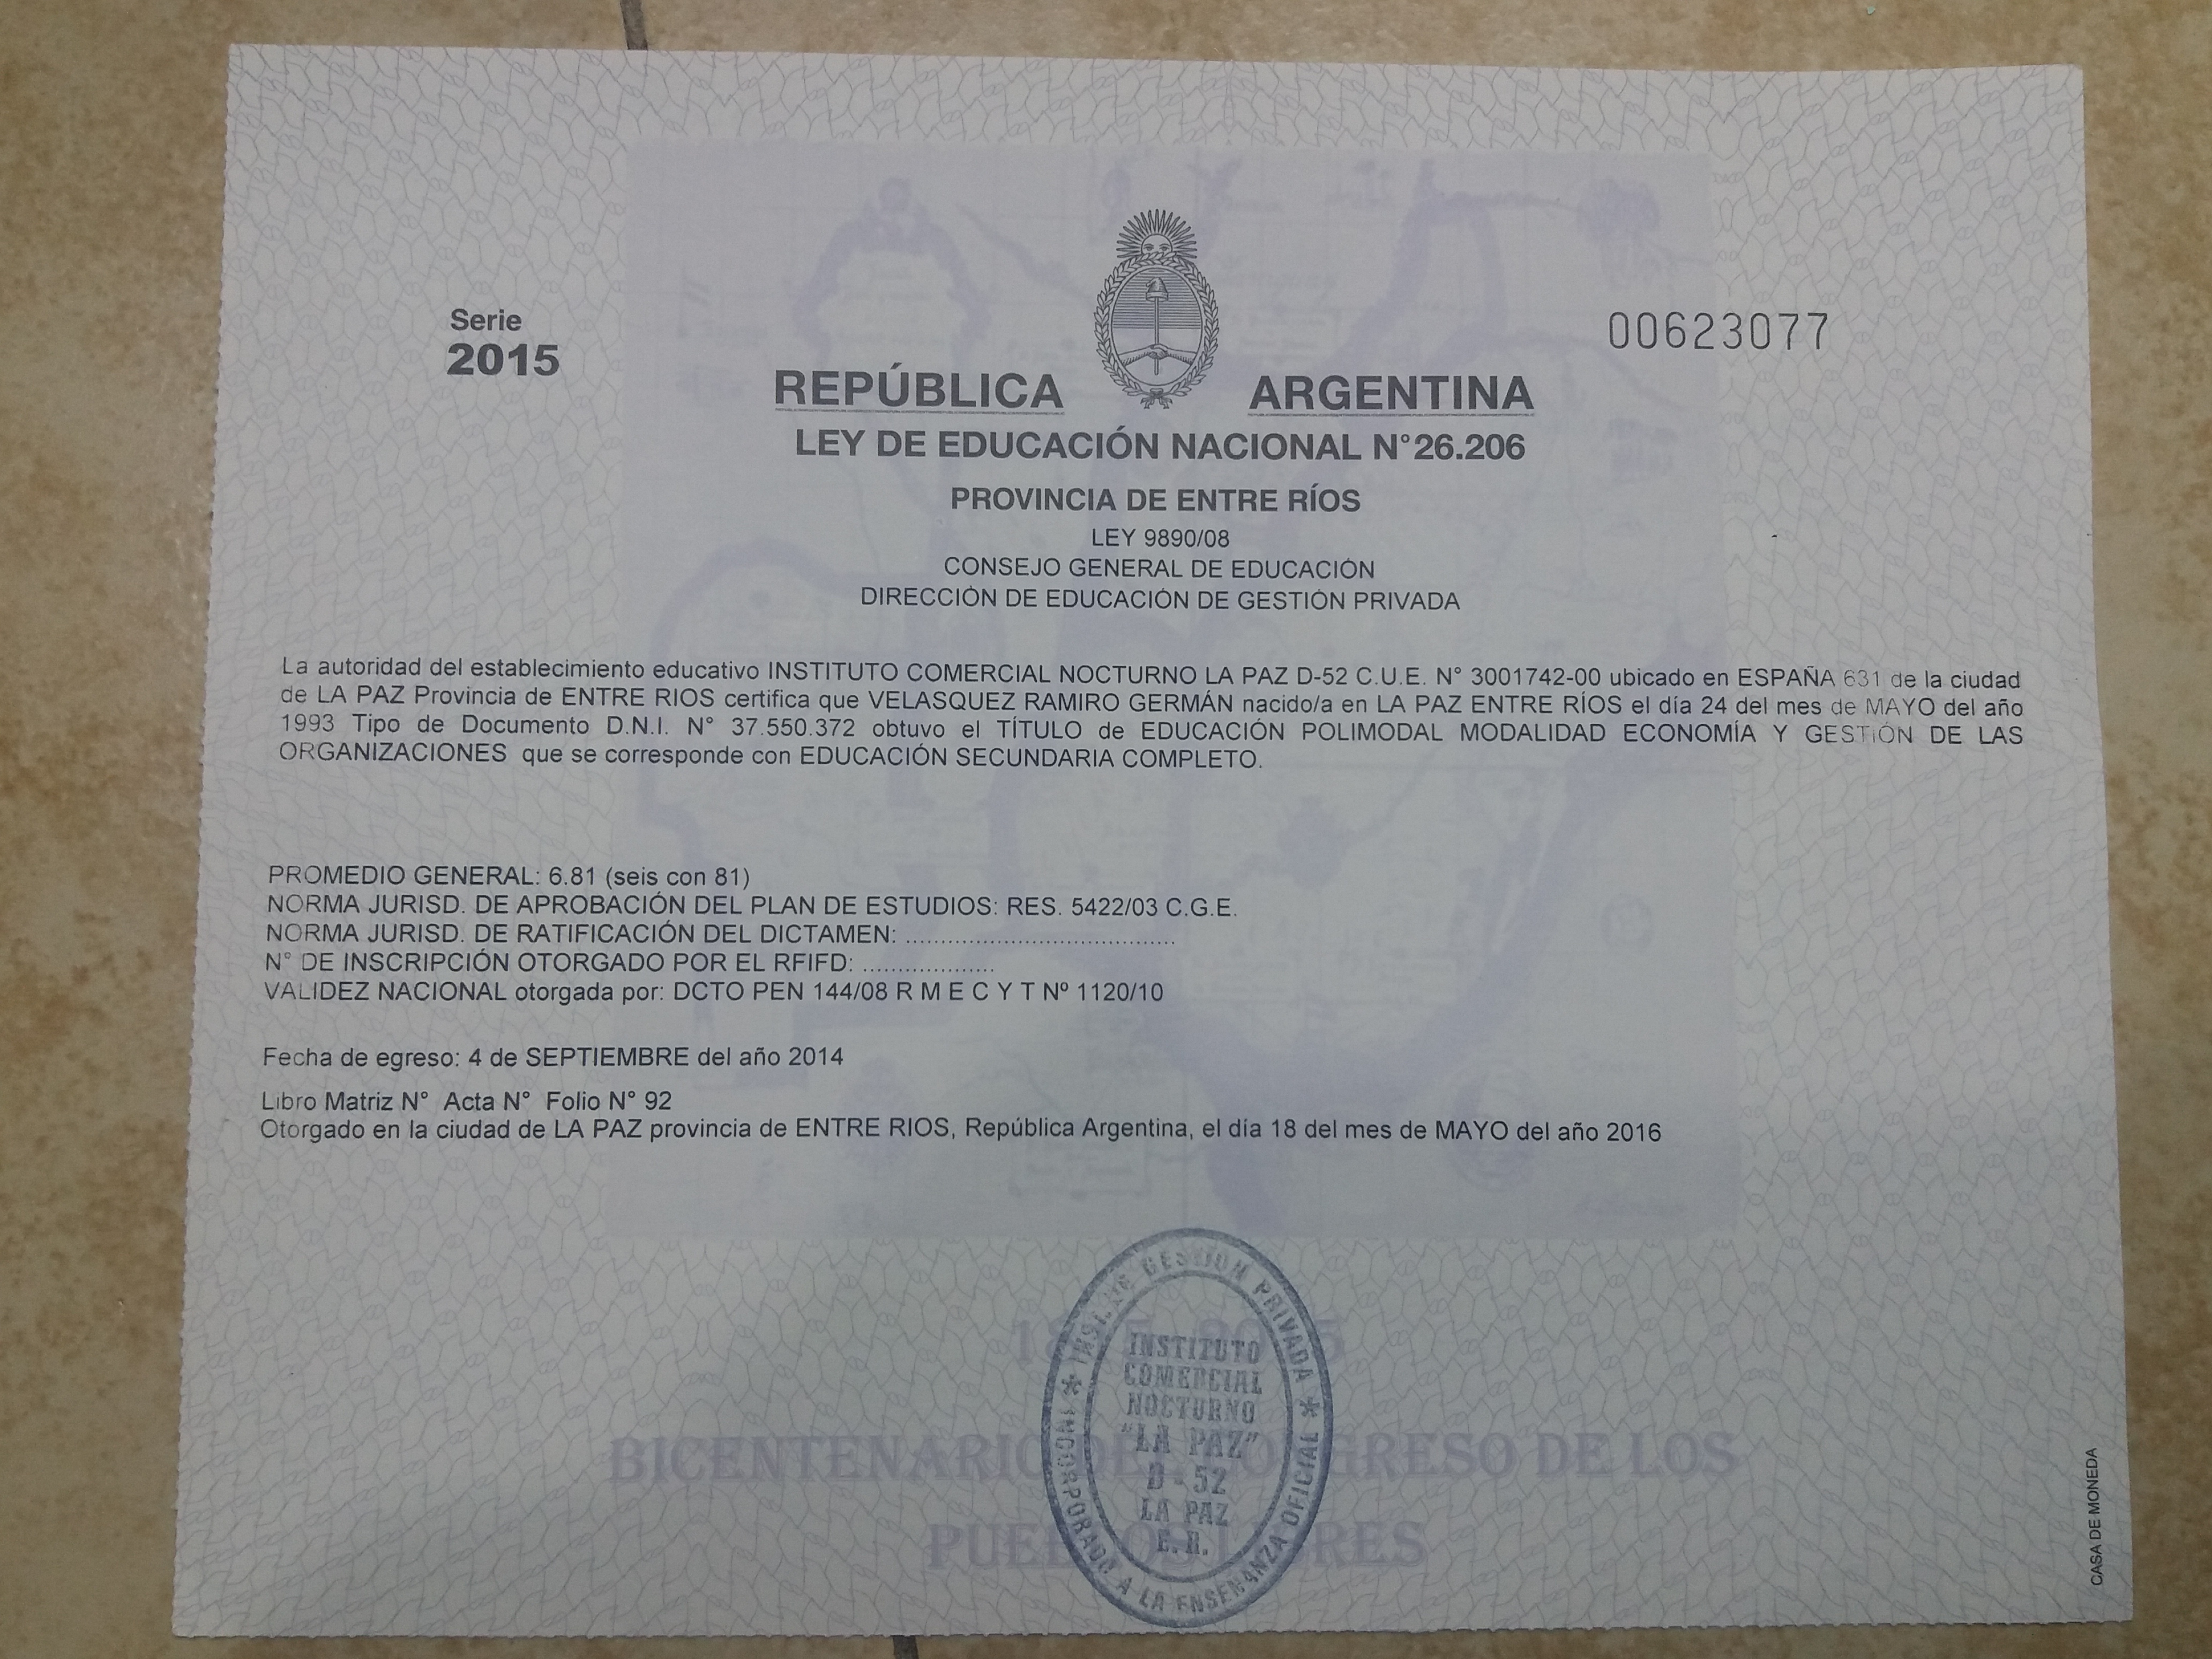 Serie
2015
REPÚBLICA ARGENTINA
00623077
LEY DE EDUCACIÓN NACIONAL N°26.206
PROVINCIA DE ENTRE RÍOS
LEY 9890/08
CONSEJO GENERAL DE EDUCACIÓN
DIRECCIÓN DE EDUCACIÓN DE GESTIÓN PRIVADA
La autoridad del establecimiento educativo INSTITUTO COMERCIAL NOCTURNO LA PAZ D-52 C.U.E. N° 3001742-00 ubicado en ESPAÑA 631 de la ciudad
de LA PAZ Provincia de ENTRE RIOS certifica que VELASQUEZ RAMIRO GERMÁN nacido/a en LA PAZ ENTRE RÍOS el día 24 del mes de MAYO del año
1993 Tipo de Documento D.N.I. N° 37.550.372 obtuvo el TÍTULO de EDUCACIÓN POLIMODAL MODALIDAD ECONOMÍA Y GESTIÓN DE LAS
ORGANIZACIONES que se corresponde con EDUCACIÓN SECUNDARIA COMPLETO.
PROMEDIO GENERAL: 6.81 (seis con 81)
NORMA JURISD. DE APROBACIÓN DEL PLAN DE ESTUDIOS: RES. 5422/03 C.G.E.
NORMA JURISD. DE RATIFICACIÓN DEL DICTAMEN: ........................................
N° DE INSCRIPCIÓN OTORGADO POR EL RFIFD: ....................
VALIDEZ NACIONAL otorgada por: DCTO PEN 144/08 R M E C Y T Nº 1120/10
Fecha de egreso: 4 de SEPTIEMBRE del año 2014
Libro Matriz N° Acta N° Folio N° 92
Otorgado en la ciudad de LA PAZ provincia de ENTRE RIOS, República Argentina, el día 18 del mes de MAYO del año 2016
BICENTENARIO DEL CONGRESO DE LOS
PUEBLOS LIBRES
GESTION PRIVADA * INCORPORADA A LA ENSEÑANZA OFICIAL *
INSTITUTO
COMERCIAL
NOCTURNO
"LA PAZ"
D-52
LA PAZ
E.R.
CASA DE MONEDA